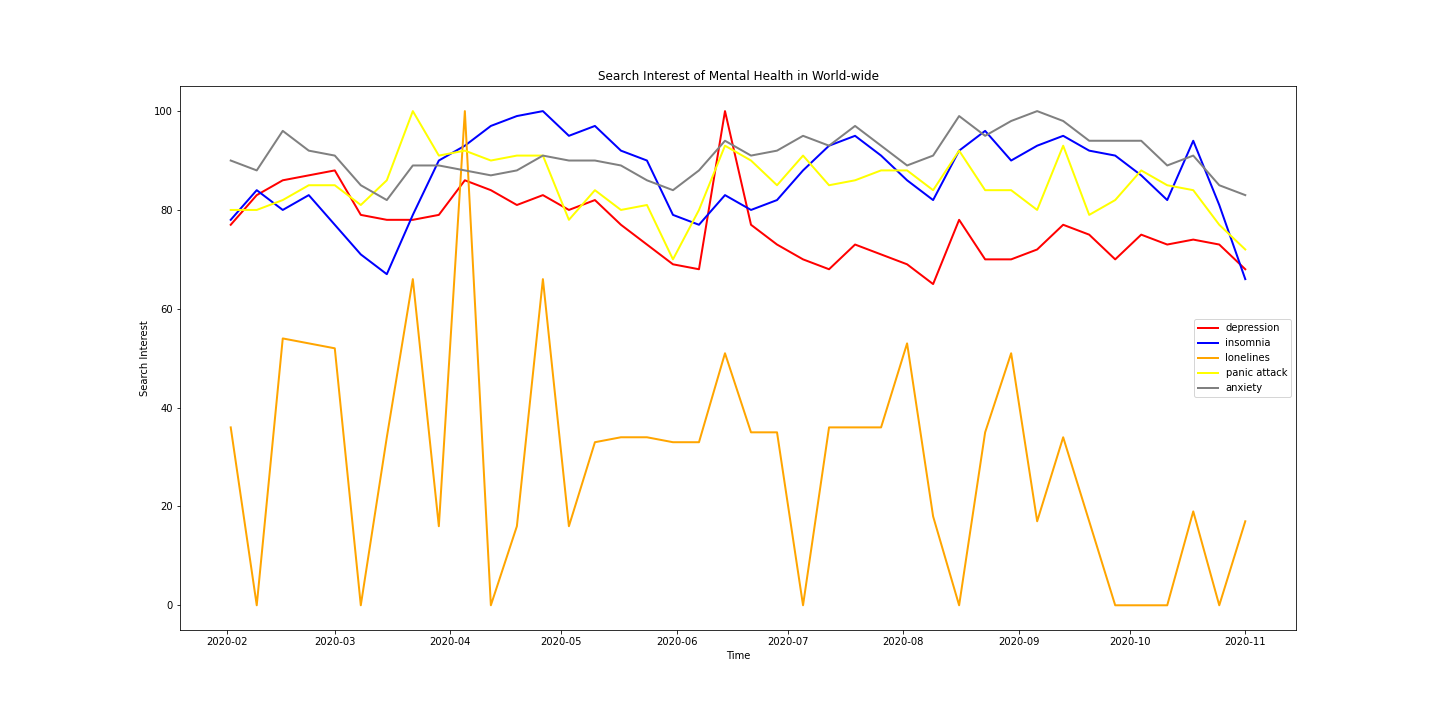 Search Interest of Mental Health in World-wide
100
80
60
40
20
0
Search Interest
depression
insomnia
lonelines
panic attack
anxiety
2020-02 2020-03 2020-04 2020-05 2020-06 2020-07 2020-08 2020-09 2020-10 2020-11
Time